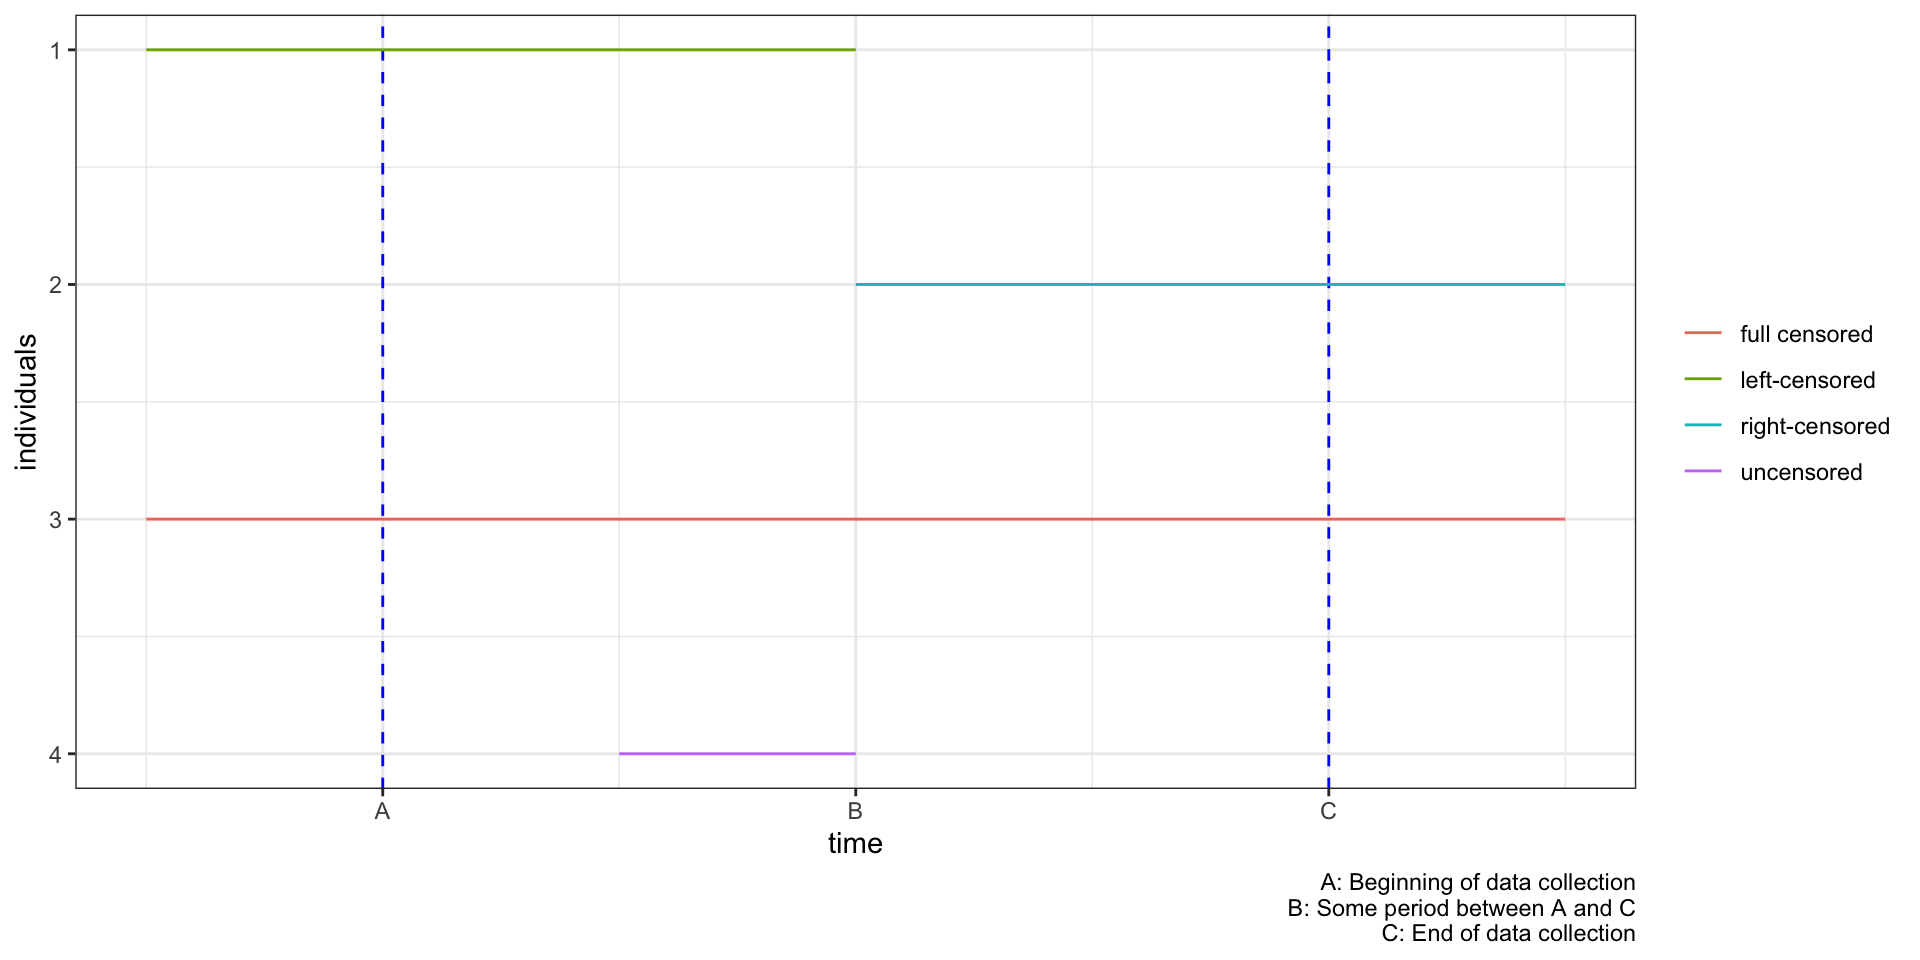 individuals
1
2
3
4
A
B
C
time
full censored
left-censored
right-censored
uncensored
A: Beginning of data collection
B: Some period between A and C
C: End of data collection